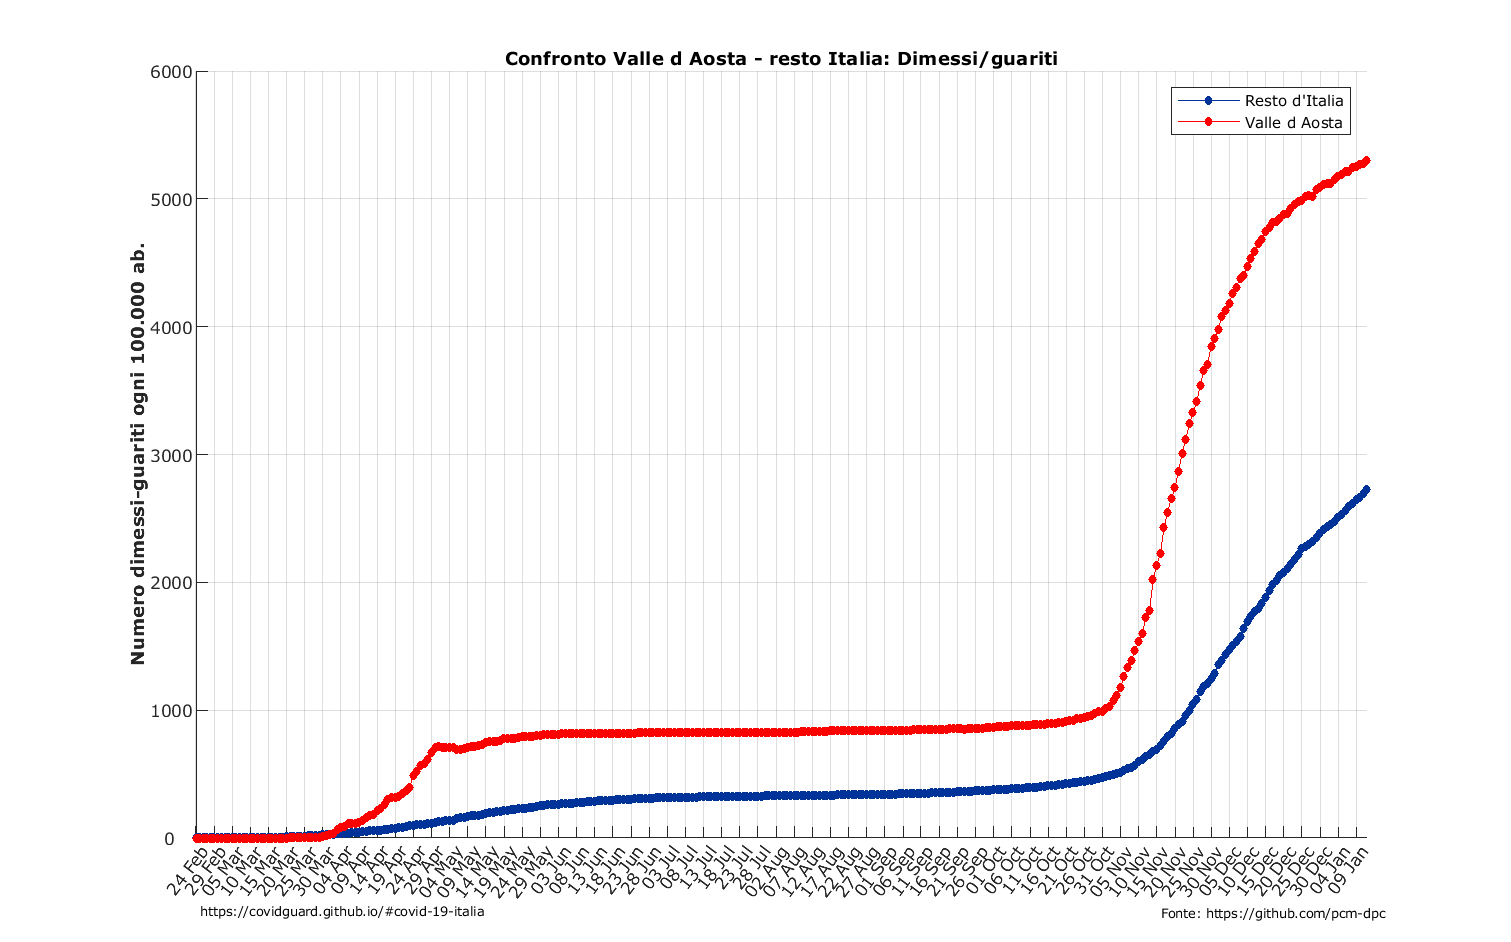 Confronto Valle d Aosta - resto Italia: Dimessi/guariti
Resto d'Italia
Valle d Aosta
Numero dimessi-guariti ogni 100.000 ab.
6000
5000
4000
3000
2000
1000
0
24 Feb
29 Feb
05 Mar
10 Mar
15 Mar
20 Mar
25 Mar
30 Mar
04 Apr
09 Apr
14 Apr
19 Apr
24 Apr
29 Apr
04 May
09 May
14 May
19 May
24 May
29 May
03 Jun
08 Jun
13 Jun
18 Jun
23 Jun
28 Jun
03 Jul
08 Jul
13 Jul
18 Jul
23 Jul
28 Jul
02 Aug
07 Aug
12 Aug
17 Aug
22 Aug
27 Aug
01 Sep
06 Sep
11 Sep
16 Sep
21 Sep
26 Sep
01 Oct
06 Oct
11 Oct
16 Oct
21 Oct
26 Oct
31 Oct
05 Nov
10 Nov
15 Nov
20 Nov
25 Nov
30 Nov
05 Dec
10 Dec
15 Dec
20 Dec
25 Dec
30 Dec
04 Jan
09 Jan
https://covidguard.github.io/#covid-19-italia
Fonte: https://github.com/pcm-dpc